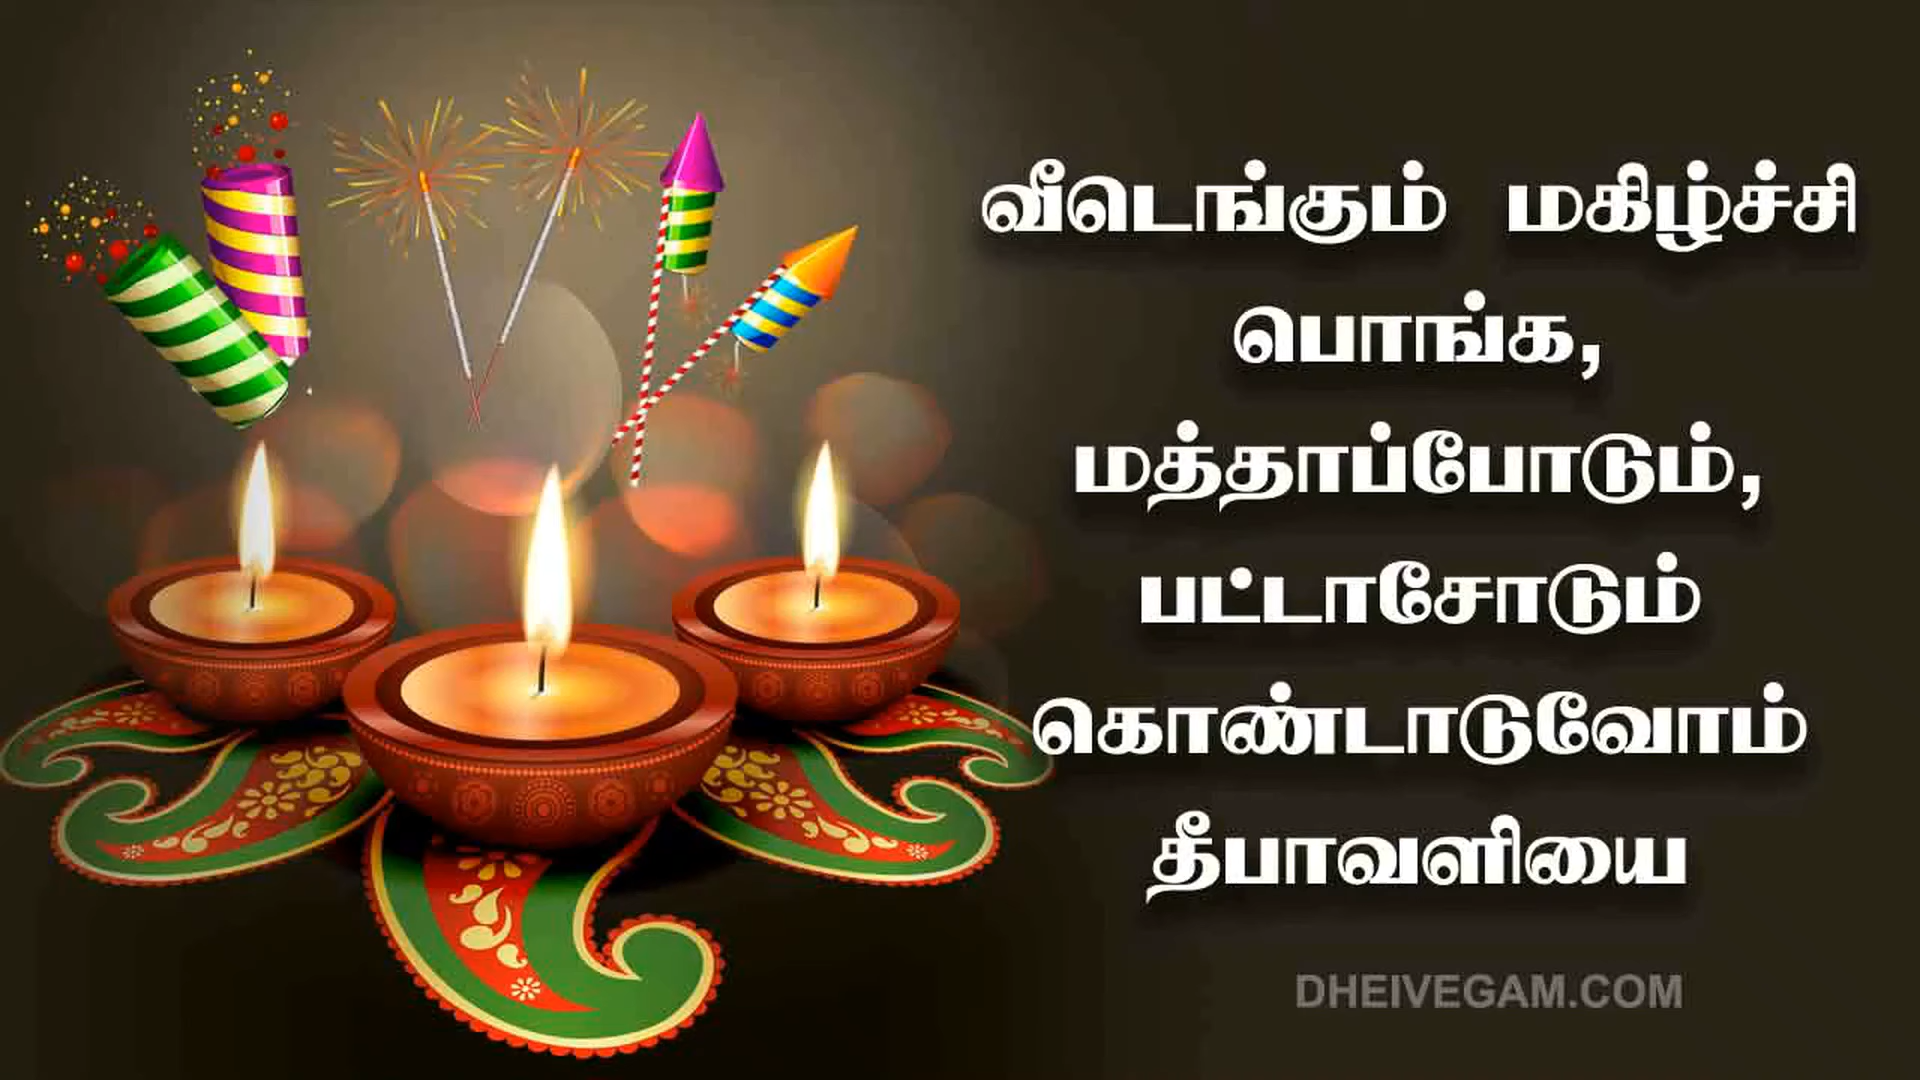 வீடெங்கும் மகிழ்ச்சி
பொங்க,
மத்தாப்போடும்,
பட்டாசோடும்
கொண்டாடுவோம்
தீபாவளியை
DHEIVEGAM.COM